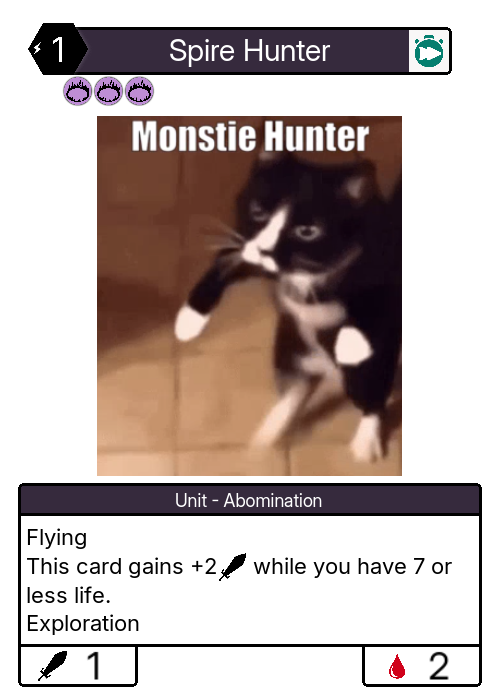 1
Spire Hunter
Monstie Hunter
Unit - Abomination
Flying
This card gains +2 while you have 7 or
less life.
Exploration
1
2